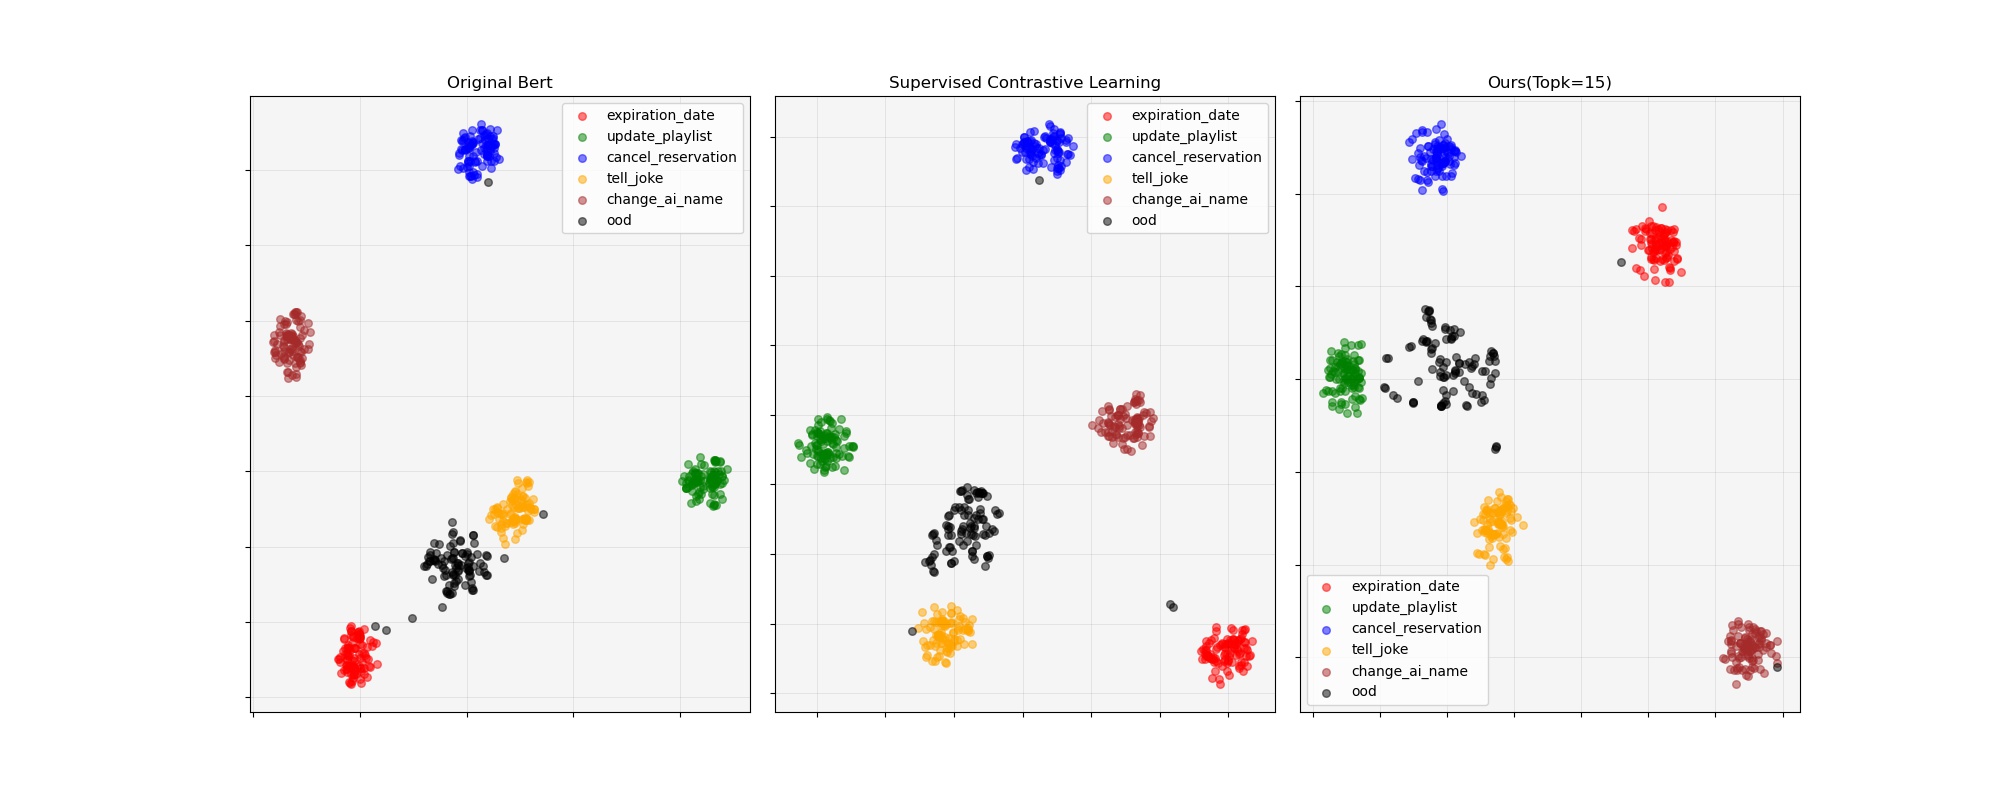 Original Bert
expiration_date
update_playlist
cancel_reservation
tell_joke
change_ai_name
ood
Supervised Contrastive Learning
expiration_date
update_playlist
cancel_reservation
tell_joke
change_ai_name
ood
Ours(Topk=15)
expiration_date
update_playlist
cancel_reservation
tell_joke
change_ai_name
ood